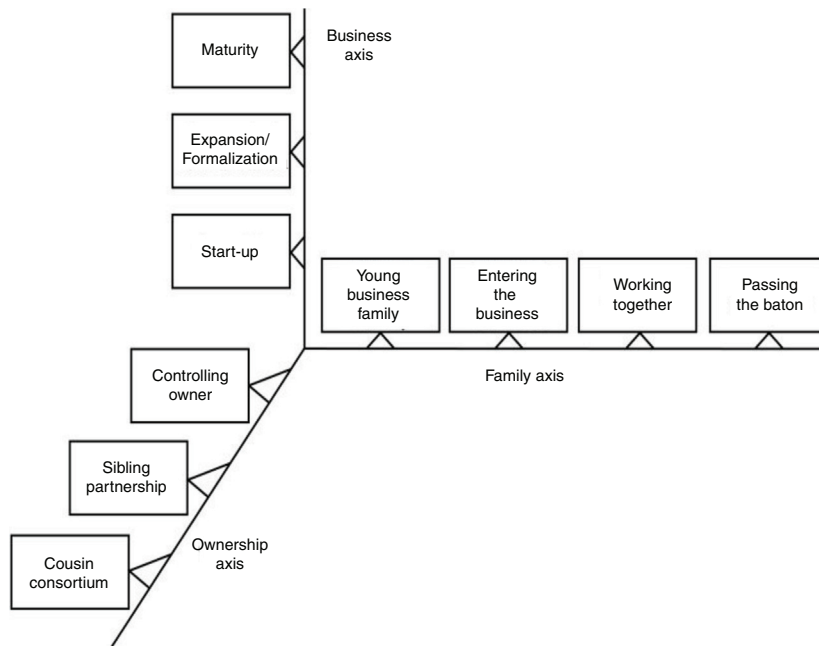 Maturity
Business
axis
Expansion/
Formalization
Start-up
Young
business
family
Entering
the
business
Working
together
Passing
the baton
Family axis
Controlling
owner
Sibling
partnership
Ownership
axis
Cousin
consortium